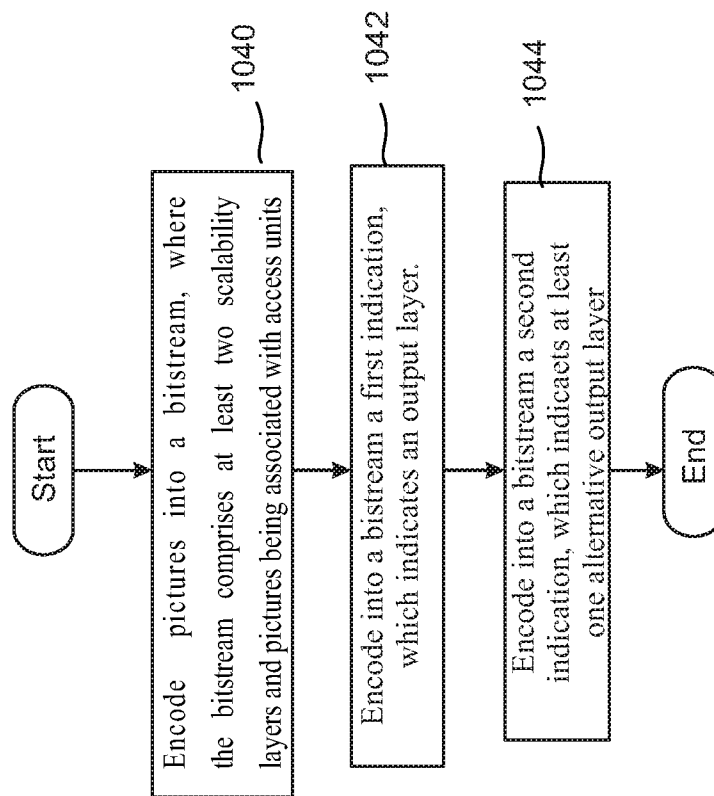 Start
Encode pictures into a bitstream, where
the bitstream comprises at least two scalability
layers and pictures being associated with access units
1040
Encode into a bistream a first indication,
which indicates an output layer.
1042
Encode into a bitstream a second
indication, which indicaets at least
one alternative output layer
1044
End